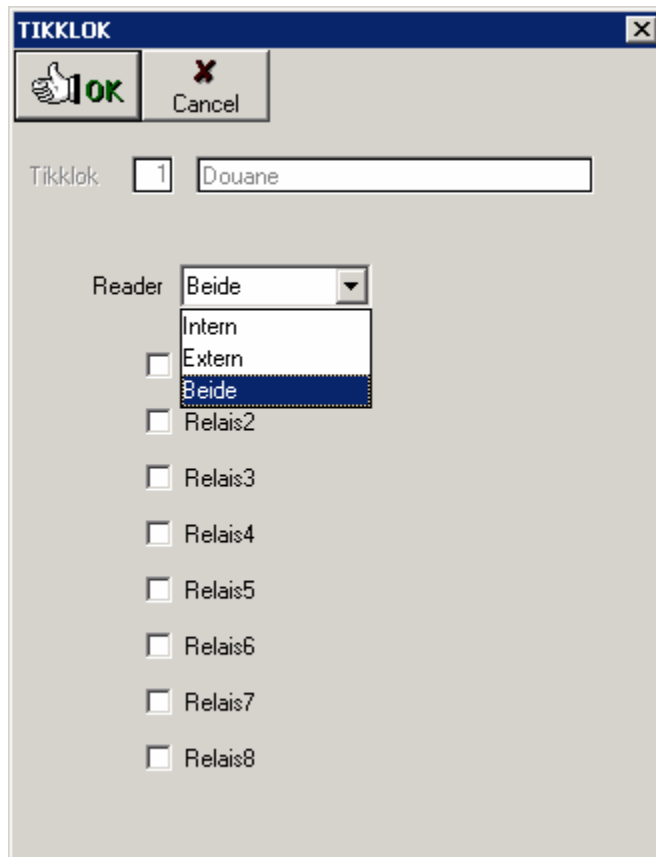 TIKKLOK
OK
Cancel
Tikklok 1 Douane
Reader Beide
Intern
Extern
Beide
Relais2
Relais3
Relais4
Relais5
Relais6
Relais7
Relais8